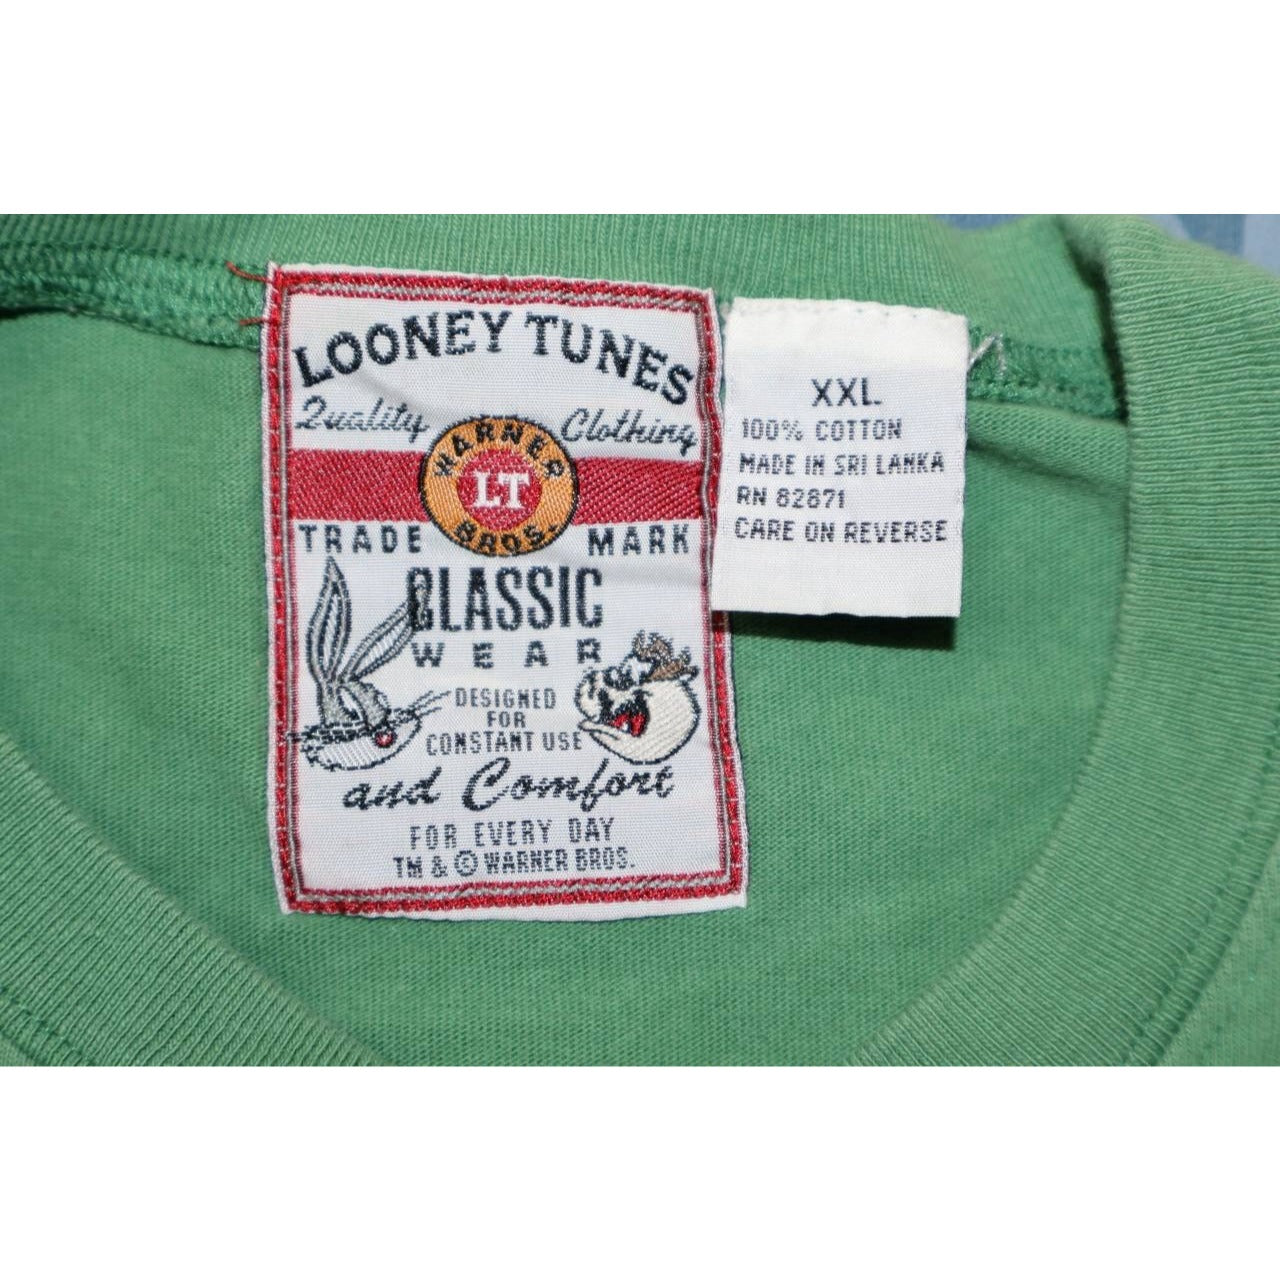 LOONEY TUNES
Quality Clothing
WARNER
LT
BROS.
TRADE MARK
CLASSIC
WEAR
DESIGNED
FOR
CONSTANT USE
and Comfort
FOR EVERY DAY
TM & © WARNER BROS.
XXL
100% COTTON
MADE IN SRI LANKA
RN 82871
CARE ON REVERSE